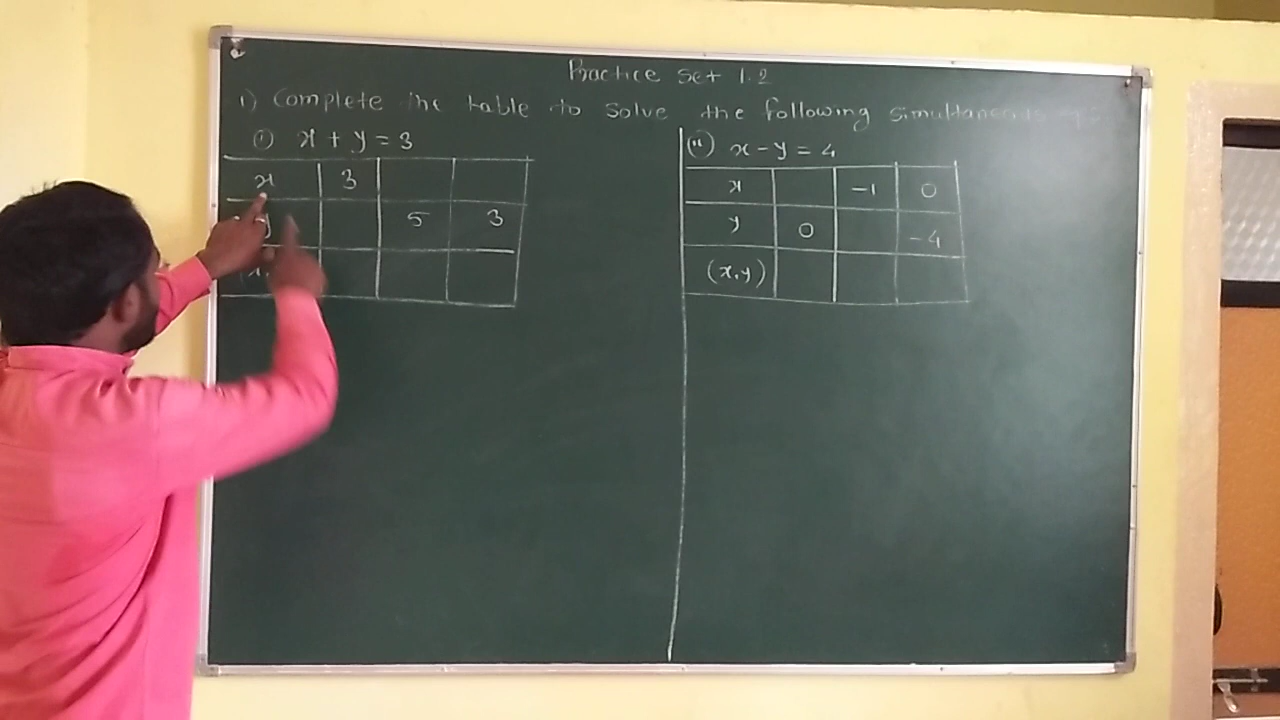 Practice Set 1.2
1) Complete the table to solve the following
(i) x + y = 3
x 3
y 5 3
(x,
(ii) x - y = 4
x -1 0
y 0 -4
(x,y)